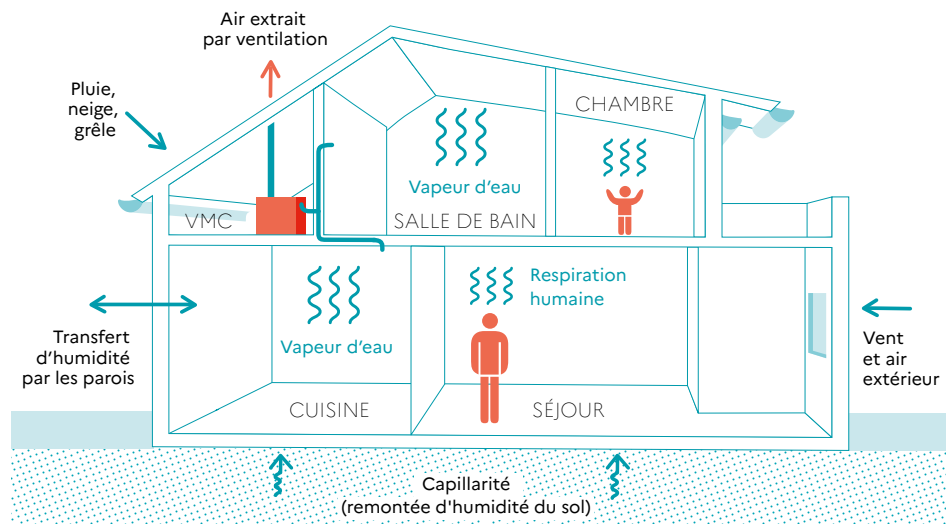 Air extrait
par ventilation
Pluie,
neige,
grêle
CHAMBRE
Vapeur d'eau
VMC
SALLE DE BAIN
Respiration
humaine
Transfert
d'humidité
par les parois
Vapeur d'eau
Vent
et air
extérieur
CUISINE
SÉJOUR
Capillarité
(remontée d'humidité du sol)